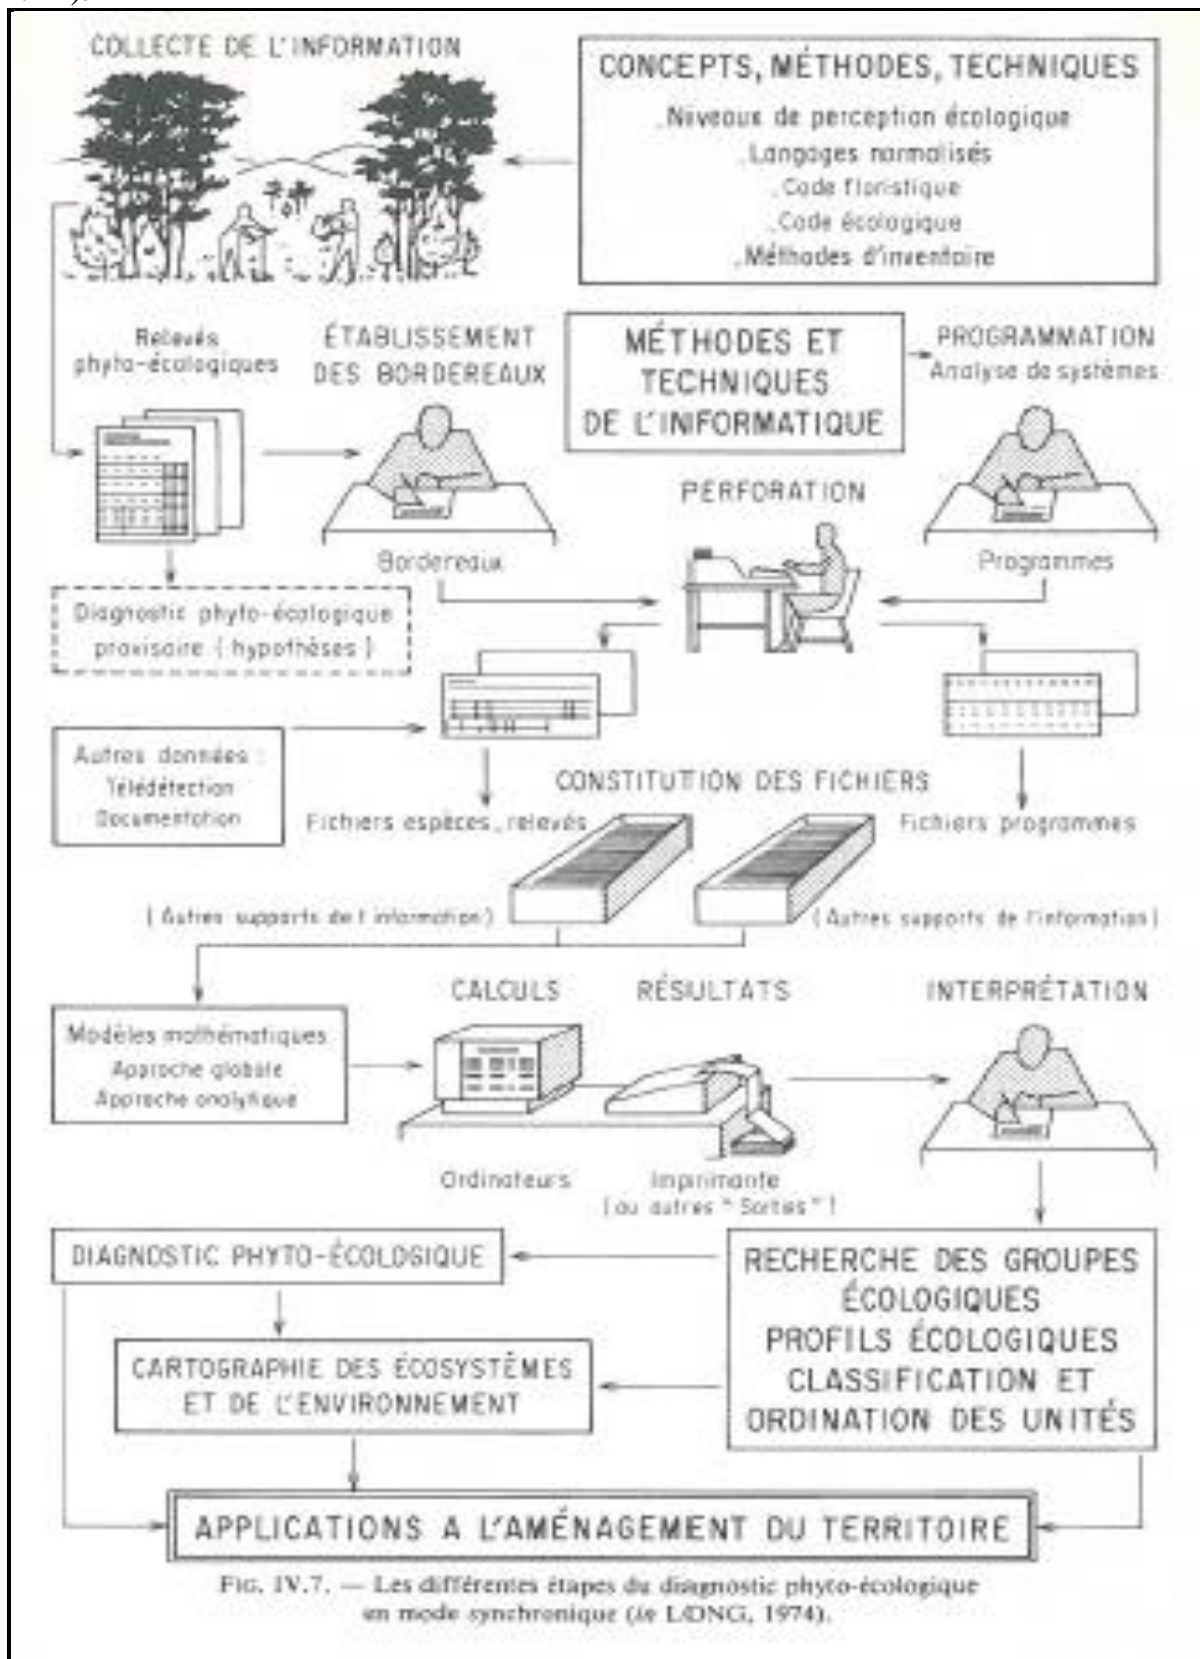 COLLECTE DE L'INFORMATION
CONCEPTS, MÉTHODES, TECHNIQUES
Niveaux de perception écologique
Langages normalisés
Code floristique
Code écologique
Méthodes d'inventaire
Relevés
phyto-écologiques
ÉTABLISSEMENT
DES BORDEREAUX
MÉTHODES ET
TECHNIQUES
DE L'INFORMATIQUE
PROGRAMMATION
Analyse de systèmes
PERFORATION
Bordereaux
Programmes
Diagnostic phyto-écologique
provisoire (hypothèses)
Autres données :
Télédétection
Documentation
CONSTITUTION DES FICHIERS
Fichiers espèces, relevés
Fichiers programmes
(Autres supports de l'information)
(Autres supports de l'information)
CALCULS
RÉSULTATS
INTERPRÉTATION
Modèles mathématiques
Approche globale
Approche analytique
Ordinateurs
Imprimante
(ou autres "Sorties")
DIAGNOSTIC PHYTO-ÉCOLOGIQUE
RECHERCHE DES GROUPES
ÉCOLOGIQUES
PROFILS ÉCOLOGIQUES
CLASSIFICATION ET
ORDINATION DES UNITÉS
CARTOGRAPHIE DES ÉCOSYSTÈMES
ET DE L'ENVIRONNEMENT
APPLICATIONS A L'AMÉNAGEMENT DU TERRITOIRE
FIG. IV.7. — Les différentes étapes du diagnostic phyto-écologique
en mode synchronique (in LONG, 1974).